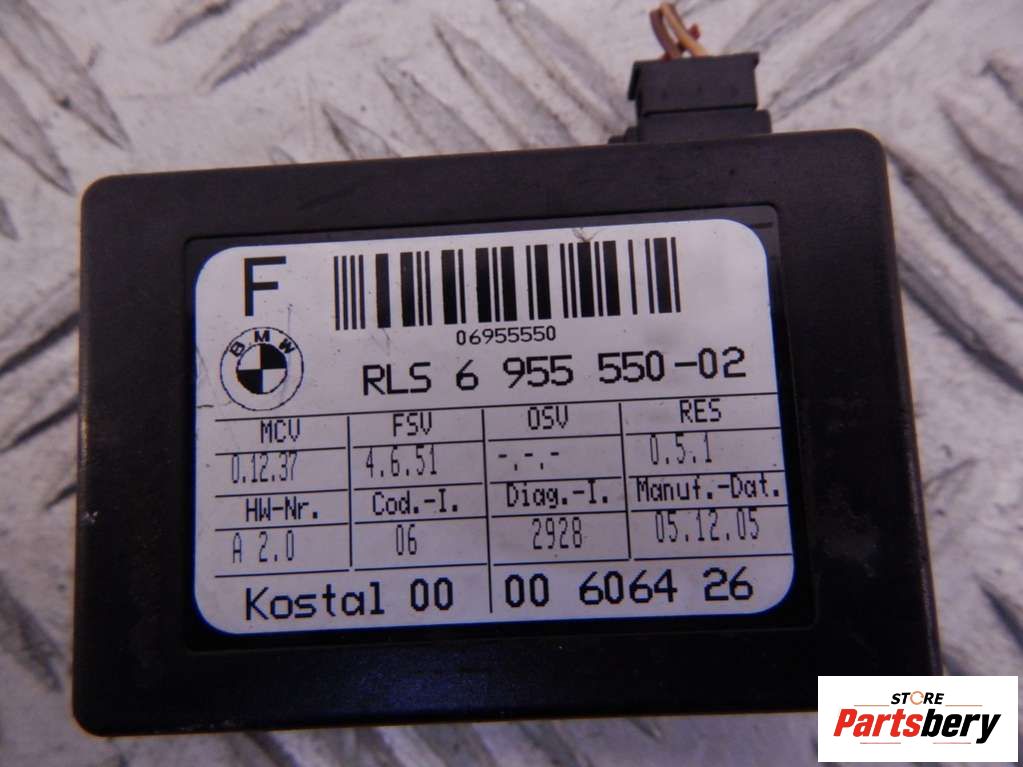 F
06955550
BMW
RLS 6 955 550-02
MCV FSV OSV RES
0.12.37 4.6.51 -.-.- 0.5.1
HW-Nr. Cod.-I. Diag.-I. Manuf.-Dat.
A 2.0 06 2928 05.12.05
Kostal 00 00 6064 26
STORE
Partsbery